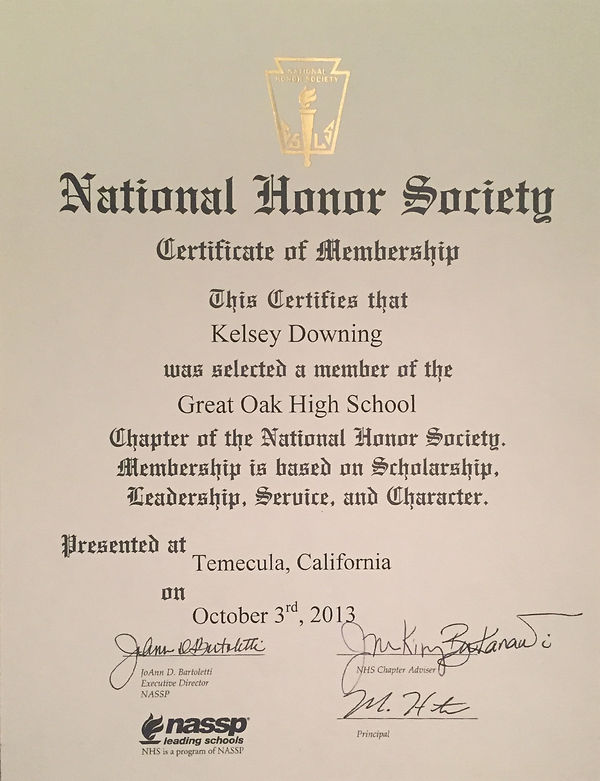 NATIONAL
HONOR SOCIETY
S L S
National Honor Society
Certificate of Membership
This Certifies that
Kelsey Downing
was selected a member of the
Great Oak High School
Chapter of the National Honor Society.
Membership is based on Scholarship,
Leadership, Service, and Character.
Presented at
Temecula, California
on
October 3rd, 2013
JoAnn D. Bartoletti
JoAnn D. Bartoletti
Executive Director
NASSP
NHS Chapter Adviser
M.
Principal
nassp®
leading schools
NHS is a program of NASSP